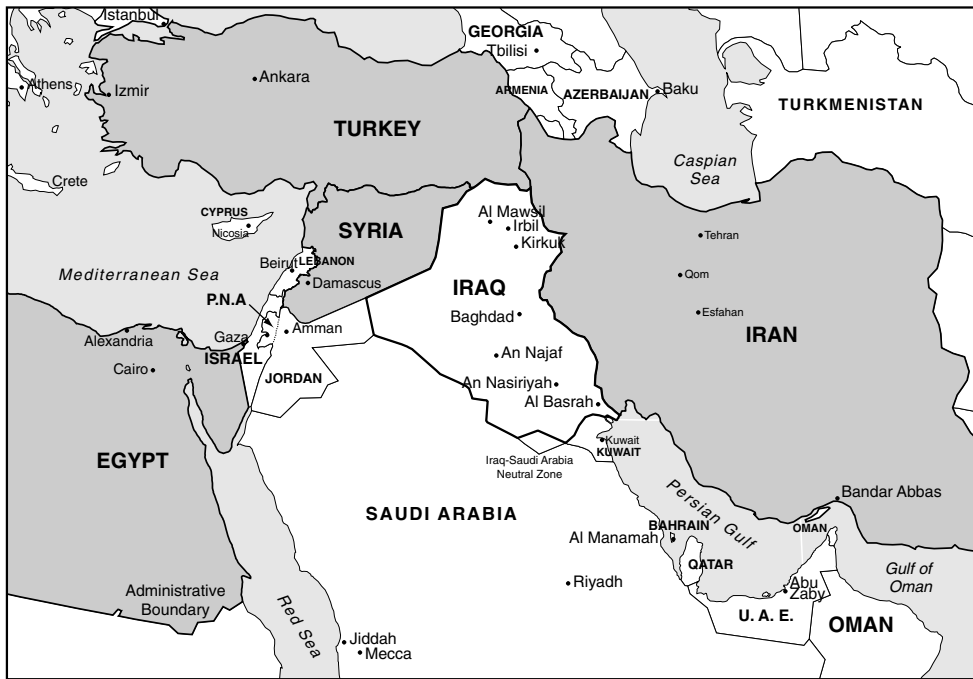 Istanbul
GEORGIA
Tbilisi
Athens
Izmir
Ankara
ARMENIA
AZERBAIJAN
Baku
TURKMENISTAN
TURKEY
Caspian
Sea
Crete
CYPRUS
Nicosia
SYRIA
Al Mawsil
Irbil
Kirkuk
Tehran
Mediterranean Sea
Beirut
LEBANON
Damascus
IRAQ
Qom
P.N.A
Baghdad
Esfahan
IRAN
Alexandria
Gaza
Amman
ISRAEL
Cairo
JORDAN
An Najaf
An Nasiriyah
Al Basrah
Kuwait
KUWAIT
EGYPT
Iraq-Saudi Arabia
Neutral Zone
SAUDI ARABIA
Persian Gulf
Bandar Abbas
BAHRAIN
OMAN
Al Manamah
QATAR
Gulf of
Oman
Administrative
Boundary
Red Sea
Riyadh
Abu
Zaby
U. A. E.
OMAN
Jiddah
Mecca